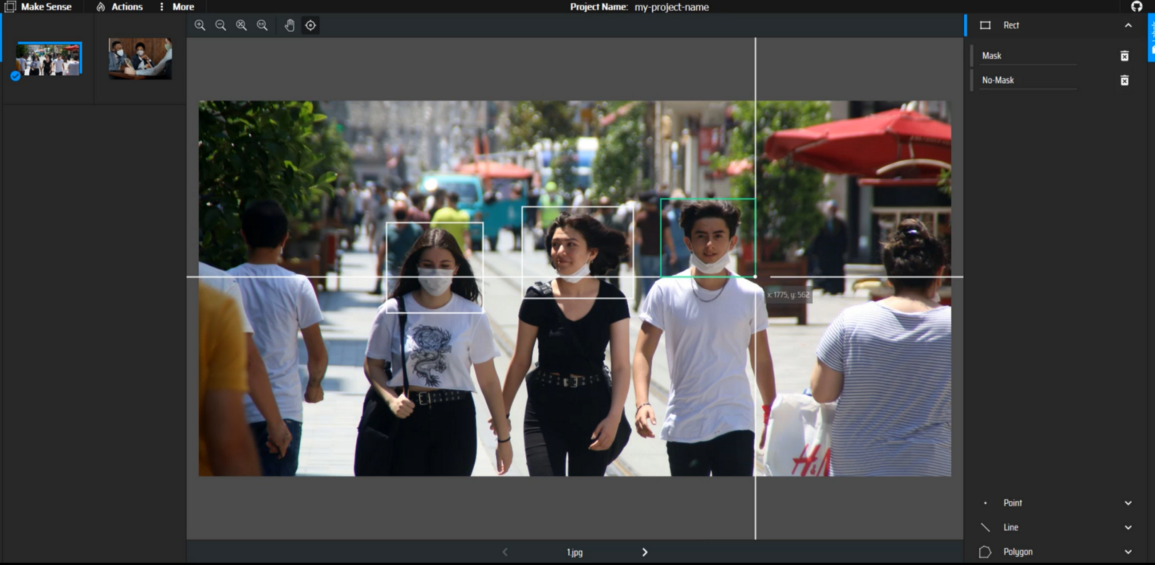 Make Sense Actions More Project Name: my-project-name
Rect
Mask
No-Mask
x: 1775, y: 562
H&M
Point
Line
Polygon
1.jpg